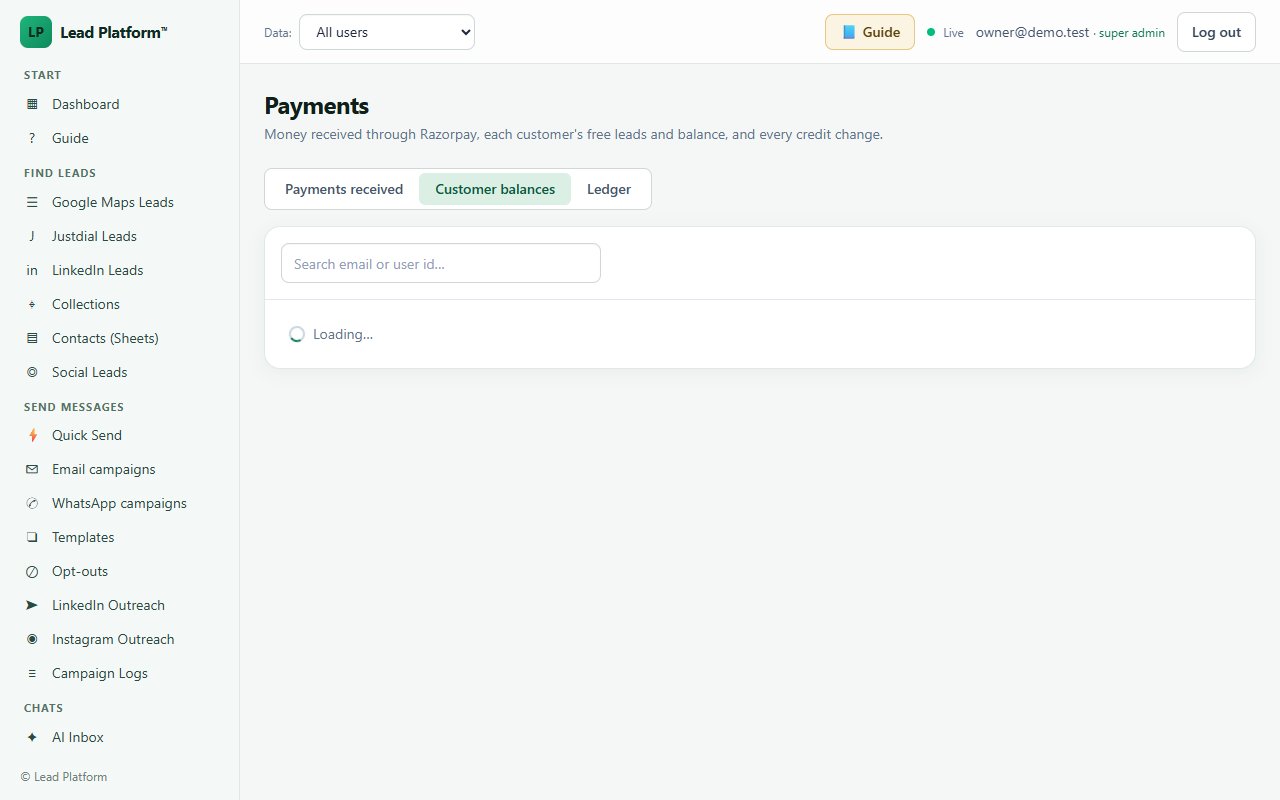 LP Lead Platform™
START
Dashboard
? Guide
FIND LEADS
Google Maps Leads
J Justdial Leads
in LinkedIn Leads
Collections
Contacts (Sheets)
Social Leads
SEND MESSAGES
Quick Send
Email campaigns
WhatsApp campaigns
Templates
Opt-outs
LinkedIn Outreach
Instagram Outreach
Campaign Logs
CHATS
AI Inbox
© Lead Platform
Data: All users
Guide
Live
owner@demo.test · super admin
Log out
Payments
Money received through Razorpay, each customer's free leads and balance, and every credit change.
Payments received Customer balances Ledger
Search email or user id…
Loading…